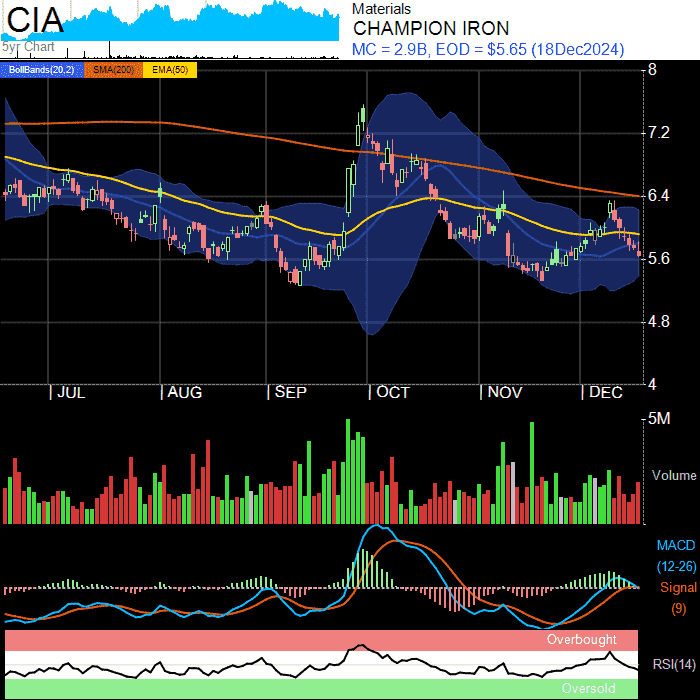 CIA
5yr Chart
Materials
CHAMPION IRON
MC = 2.9B, EOD = $5.65 (18Dec2024)
BollBands(20,2) SMA(200) EMA(50)
8
7.2
6.4
5.6
4.8
4
JUL AUG SEP OCT NOV DEC
5M
Volume
MACD
(12-26)
Signal
(9)
Overbought
RSI(14)
Oversold